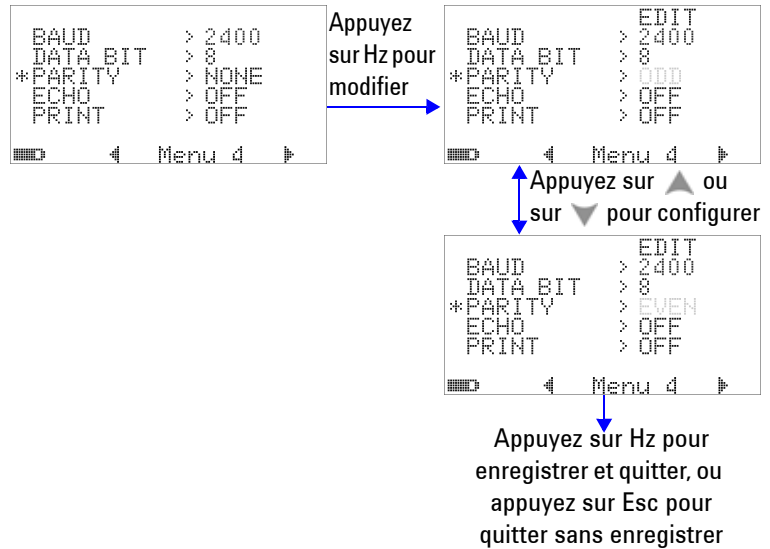 BAUD > 2400
DATA BIT > 8
*PARITY > NONE
ECHO > OFF
PRINT > OFF
Menu 4
Appuyez
sur Hz pour
modifier
EDIT
BAUD > 2400
DATA BIT > 8
*PARITY > ODD
ECHO > OFF
PRINT > OFF
Menu 4
Appuyez sur ou
sur pour configurer
EDIT
BAUD > 2400
DATA BIT > 8
*PARITY > EVEN
ECHO > OFF
PRINT > OFF
Menu 4
Appuyez sur Hz pour
enregistrer et quitter, ou
appuyez sur Esc pour
quitter sans enregistrer